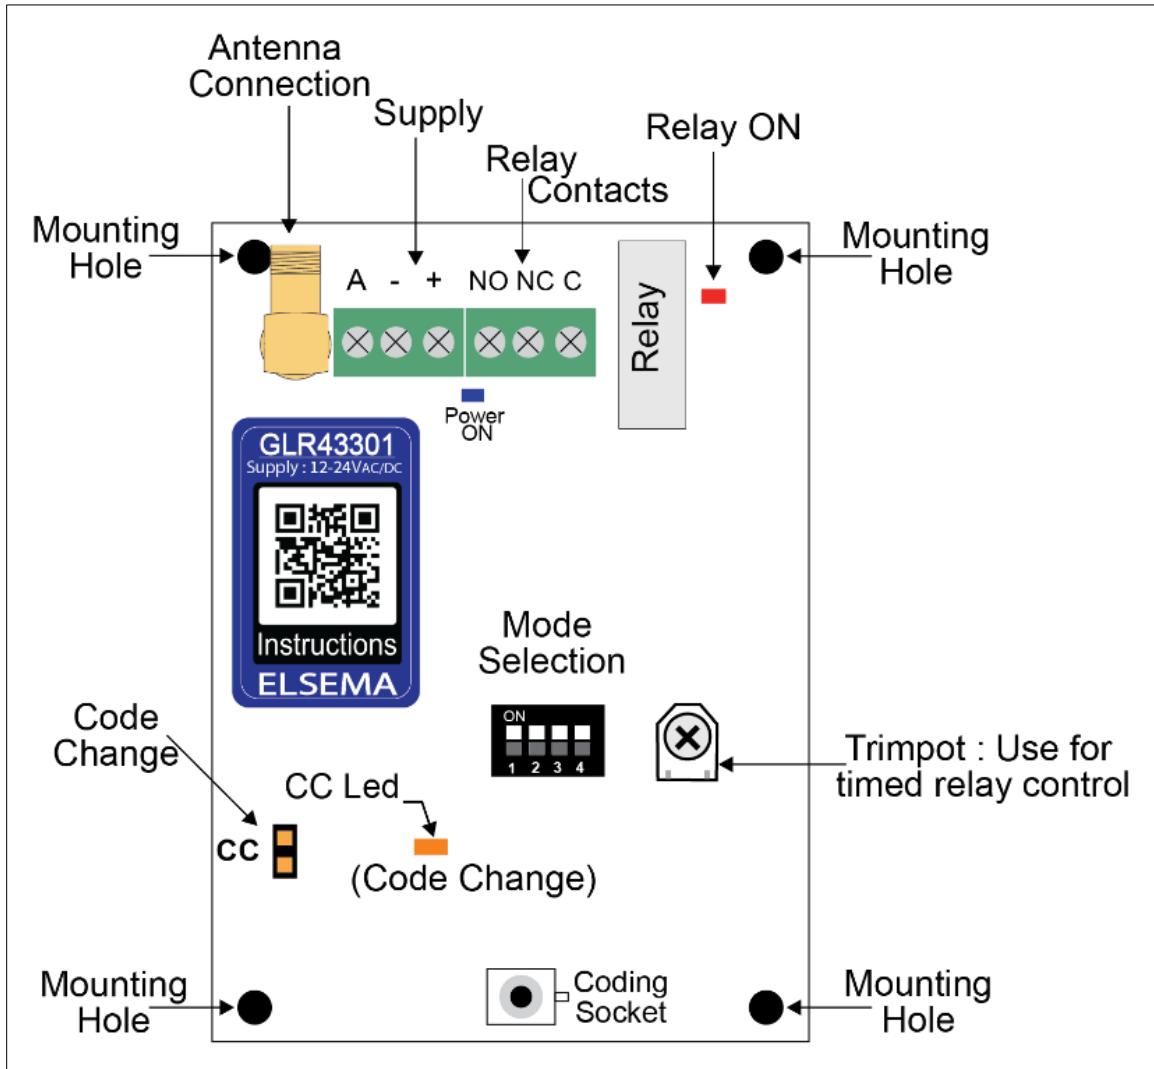 Antenna
Connection
Supply
Relay
Contacts
Relay ON
Mounting
Hole
Mounting
Hole
A - + NO NC C
Relay
Power
ON
GLR43301
Supply : 12-24VAC/DC
Instructions
ELSEMA
Mode
Selection
ON
1 2 3 4
Trimpot : Use for
timed relay control
Code
Change
CC Led
CC
(Code Change)
Mounting
Hole
Coding
Socket
Mounting
Hole